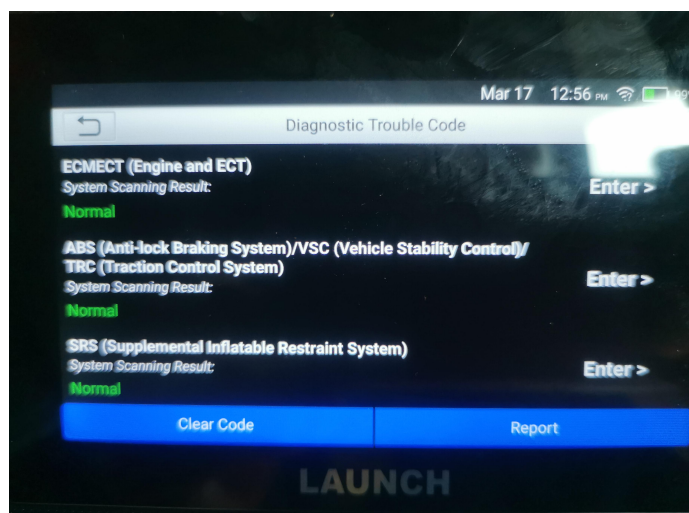 Mar 17 12:56 PM
Diagnostic Trouble Code
ECMECT (Engine and ECT)
System Scanning Result:
Enter >
Normal
ABS (Anti-lock Braking System)/VSC (Vehicle Stability Control)/
TRC (Traction Control System)
System Scanning Result:
Enter >
Normal
SRS (Supplemental Inflatable Restraint System)
System Scanning Result:
Enter >
Normal
Clear Code Report
LAUNCH